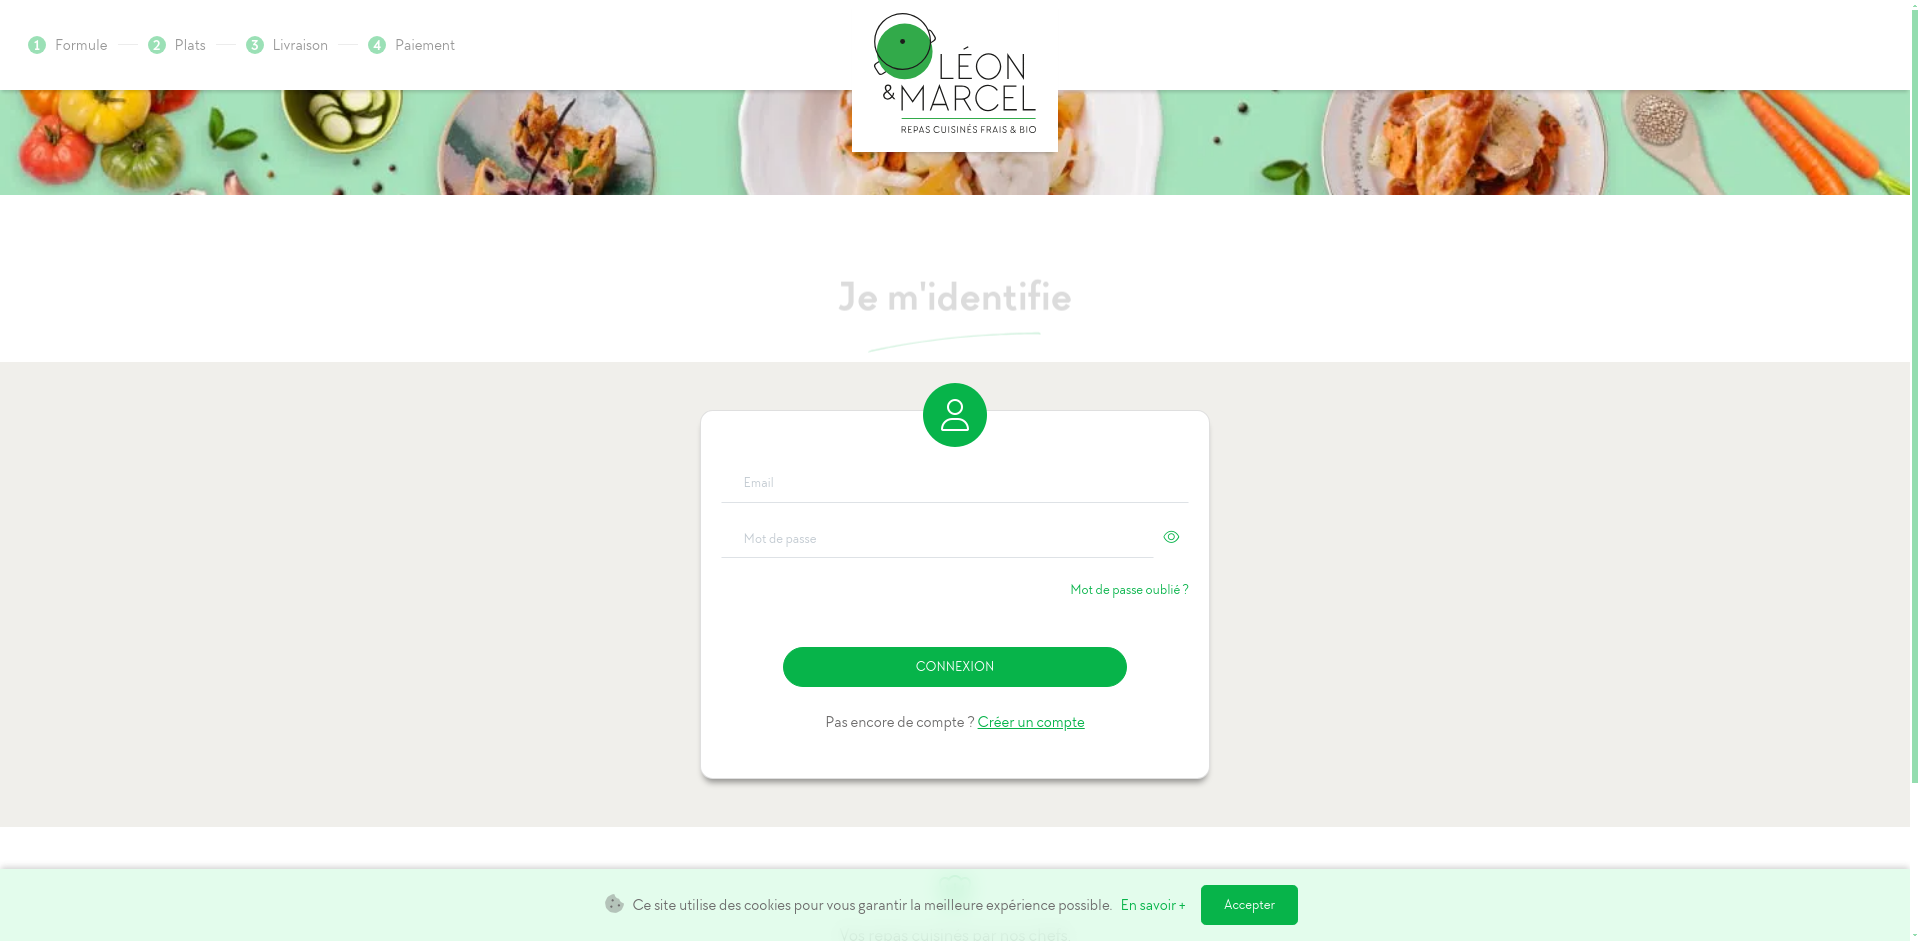 1 Formule 2 Plats 3 Livraison 4 Paiement
LÉON
& MARCEL
REPAS CUISINÉS FRAIS & BIO
Je m'identifie
Email
Mot de passe
Mot de passe oublié ?
CONNEXION
Pas encore de compte ? Créer un compte
Ce site utilise des cookies pour vous garantir la meilleure expérience possible. En savoir + Accepter
Vos repas cuisinés par nos chefs.